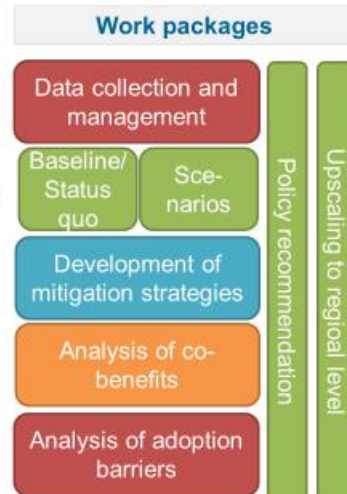 Work packages
Data collection and
management
Baseline/
Status
quo
Sce-
narios
Development of
mitigation strategies
Analysis of co-
benefits
Analysis of adoption
barriers
Policy recommendation
Upscaling to regioal level